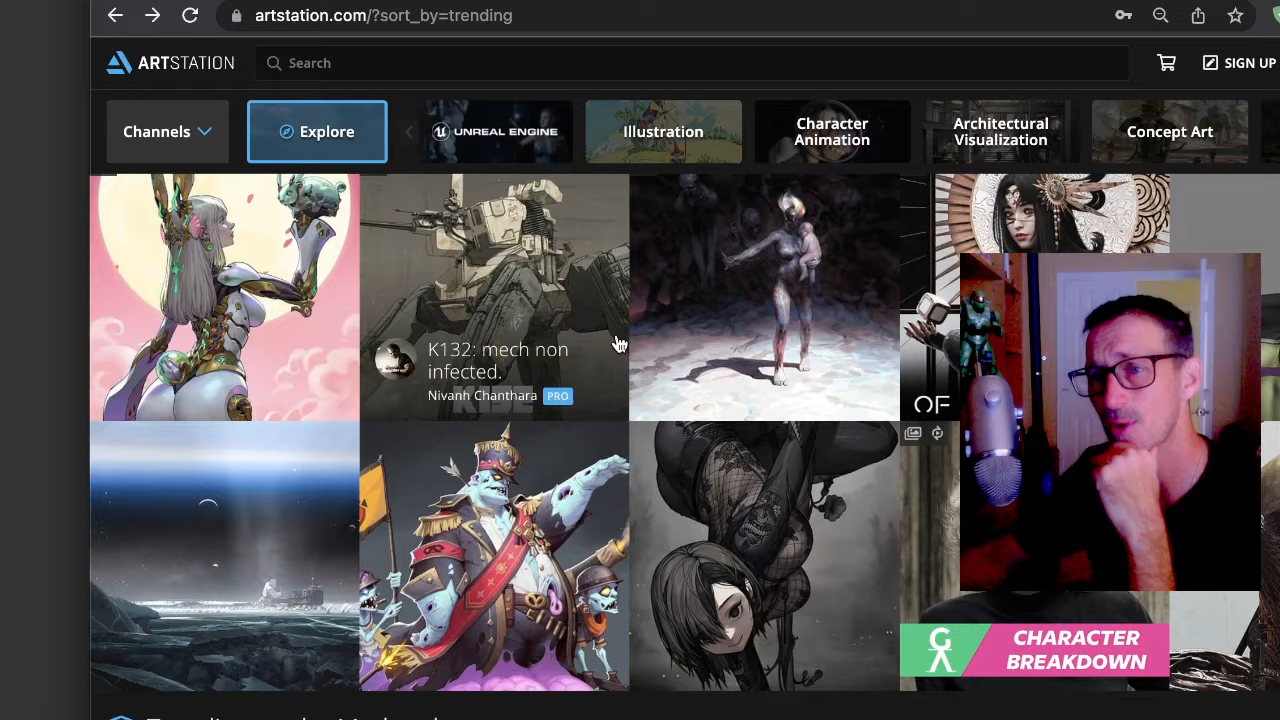 artstation.com/?sort_by=trending
ARTSTATION
Search
SIGN UP
Channels
Explore
UNREAL ENGINE
Illustration
Character
Animation
Architectural
Visualization
Concept Art
K132: mech non
infected.
Nivanh Chanthara PRO
OF
CHARACTER
BREAKDOWN